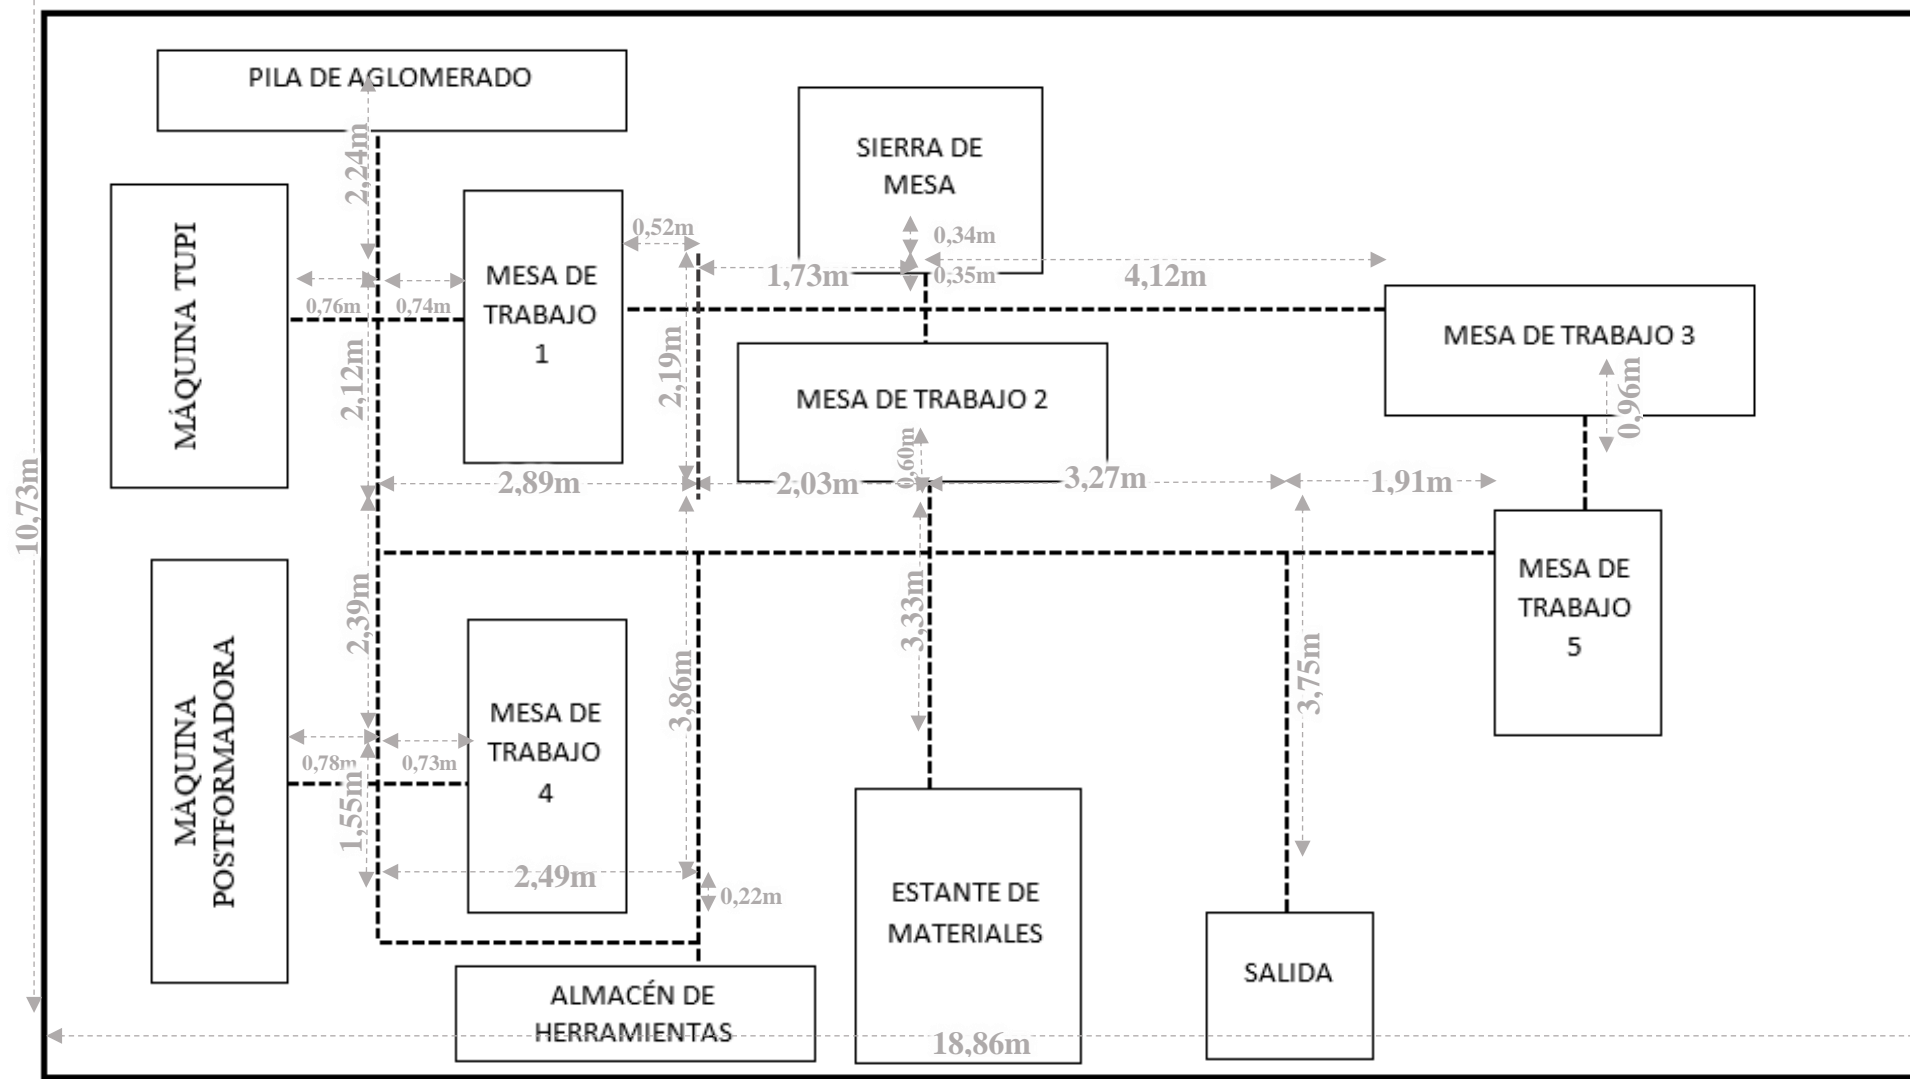 PILA DE AGLOMERADO
SIERRA DE
MESA
2,24m
MÁQUINA TUPI
0,52m
0,34m
0,35m
1,73m
4,12m
0,76m
0,74m
MESA DE
TRABAJO
1
2,12m
2,19m
MESA DE TRABAJO 3
0,96m
MESA DE TRABAJO 2
0,60m
2,89m
2,03m
3,27m
1,91m
10,73m
MESA DE
TRABAJO
5
2,39m
3,33m
3,86m
3,75m
MÁQUINA
POSTFORMADORA
MESA DE
TRABAJO
4
0,78m
0,73m
1,55m
2,49m
0,22m
ESTANTE DE
MATERIALES
SALIDA
ALMACÉN DE
HERRAMIENTAS
18,86m